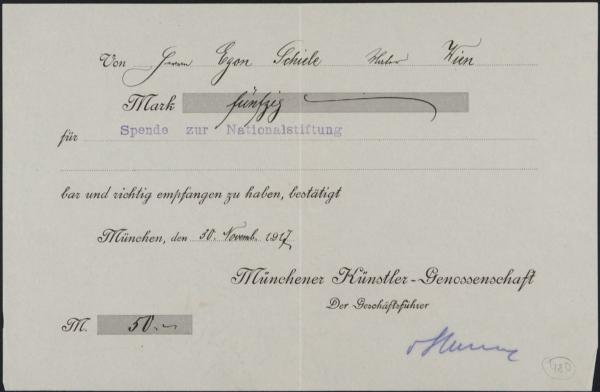 Von Herrn Egon Schiele Maler Wien
Mark fünfzig
für Spende zur Nationalstiftung
bar und richtig empfangen zu haben, bestätigt
München, den 30. Novemb. 1917
Münchener Künstler-Genossenschaft
Der Geschäftsführer
M. 50.—
180